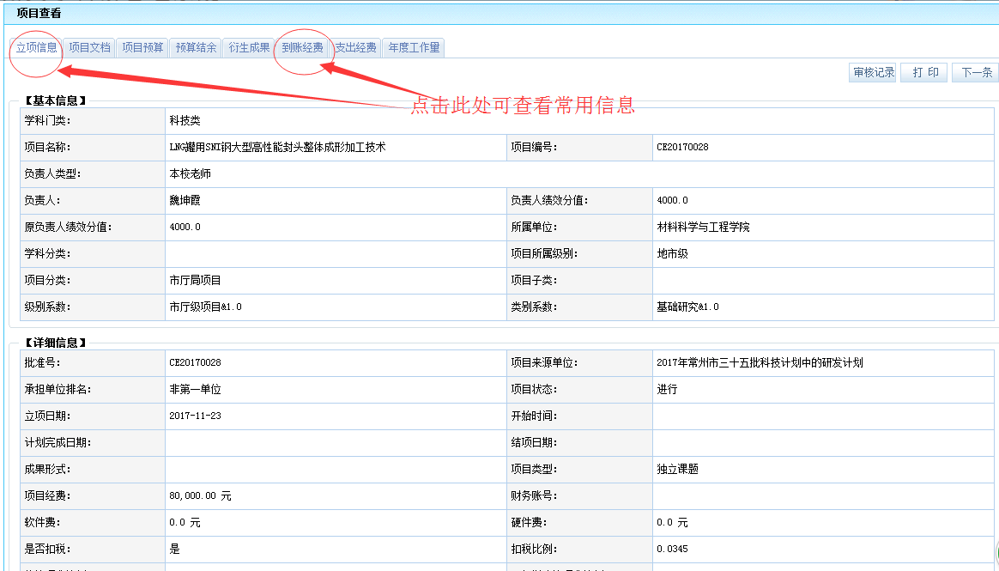 项目查看
立项信息 项目文档 项目预算 预算结余 衍生成果 到账经费 支出经费 年度工作量
审核记录 打 印 下一条
点击此处可查看常用信息
【基本信息】
学科门类: 科技类
项目名称: LNG罐用SNI钢大型高性能封头整体成形加工技术 项目编号: CE20170028
负责人类型: 本校老师
负责人: 魏坤霞 负责人绩效分值: 4000.0
原负责人绩效分值: 4000.0 所属单位: 材料科学与工程学院
学科分类: 项目所属级别: 地市级
项目分类: 市厅局项目 项目子类:
级别系数: 市厅级项目&1.0 类别系数: 基础研究&1.0
【详细信息】
批准号: CE20170028 项目来源单位: 2017年常州市三十五批科技计划中的研发计划
承担单位排名: 非第一单位 项目状态: 进行
立项日期: 2017-11-23 开始时间:
计划完成日期: 结项日期:
成果形式: 项目类型: 独立课题
项目经费: 80,000.00 元 财务账号:
软件费: 0.0 元 硬件费: 0.0 元
是否扣税: 是 扣税比例: 0.0345